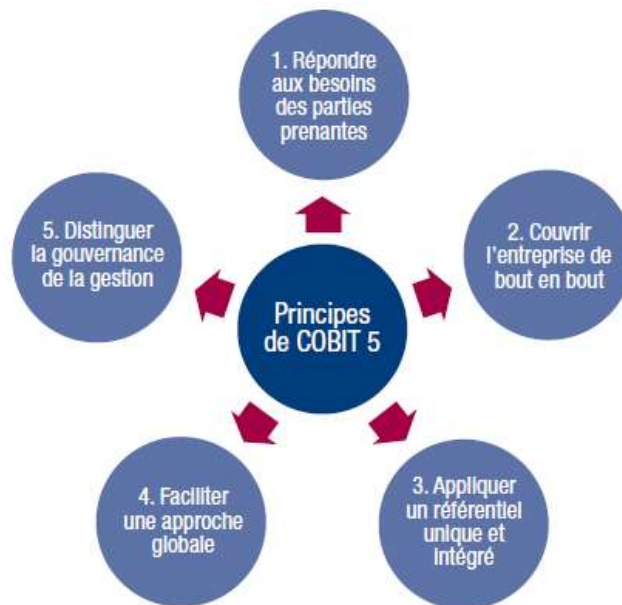 1. Répondre
aux besoins
des parties
prenantes
2. Couvrir
l'entreprise de
bout en bout
3. Appliquer
un référentiel
unique et
intégré
4. Faciliter
une approche
globale
5. Distinguer
la gouvernance
de la gestion
Principes
de COBIT 5